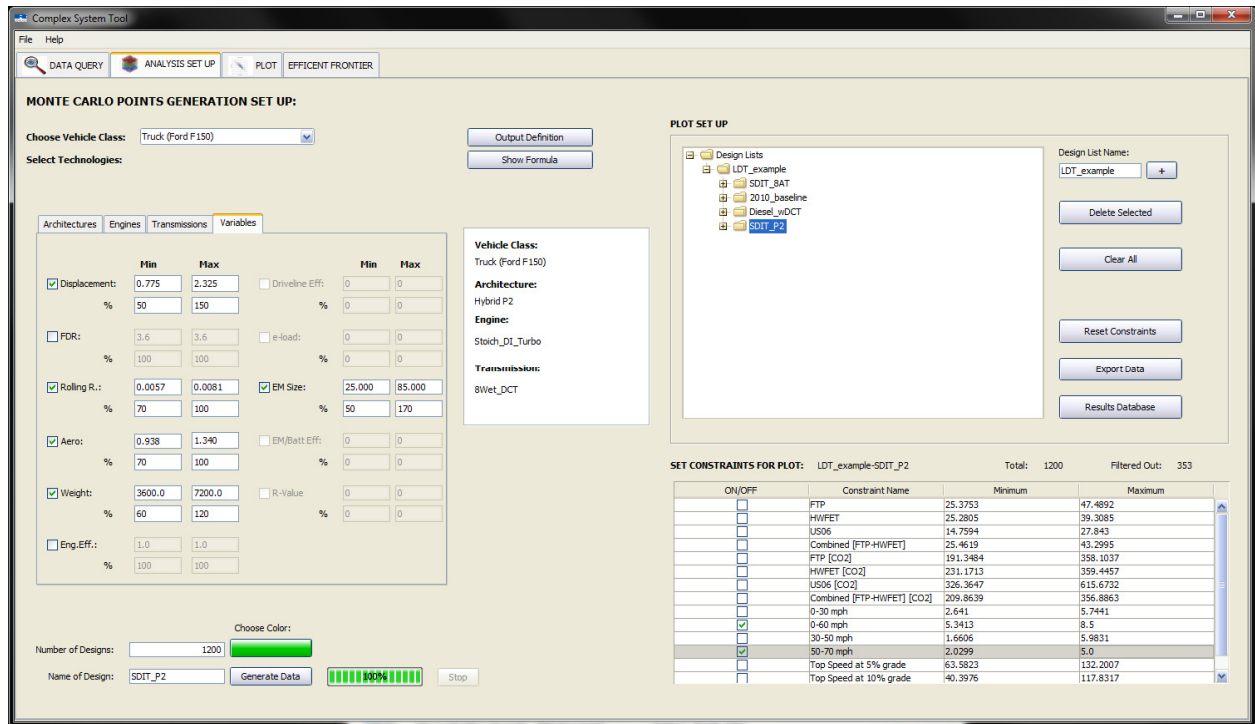 Complex System Tool
File Help
DATA QUERY ANALYSIS SET UP PLOT EFFICENT FRONTIER
MONTE CARLO POINTS GENERATION SET UP:
Choose Vehicle Class: Truck (Ford F150)
Select Technologies:
Output Definition
Show Formula
Architectures Engines Transmissions Variables
Min Max Min Max
Displacement: 0.775 2.325 Driveline Eff: 0 0
% 50 150 % 0 0
FDR: 3.6 3.6 e-load: 0 0
% 100 100 % 0 0
Rolling R.: 0.0057 0.0081 EM Size: 25.000 85.000
% 70 100 % 50 170
Aero: 0.938 1.340 EM/Batt Eff: 0 0
% 70 100 % 0 0
Weight: 3600.0 7200.0 R-Value 0 0
% 60 120 % 0 0
Eng.Eff.: 1.0 1.0
% 100 100
Vehicle Class:
Truck (Ford F150)
Architecture:
Hybrid P2
Engine:
Stoich_DI_Turbo
Transmission:
8Wet_DCT
Choose Color:
Number of Designs: 1200
Name of Design: SDIT_P2 Generate Data 100% Stop
PLOT SET UP
Design Lists
LDT_example
SDIT_8AT
2010_baseline
Diesel_wDCT
SDIT_P2
Design List Name:
LDT_example +
Delete Selected
Clear All
Reset Constraints
Export Data
Results Database
SET CONSTRAINTS FOR PLOT: LDT_example-SDIT_P2 Total: 1200 Filtered Out: 353
ON/OFF Constraint Name Minimum Maximum
FTP 25.3753 47.4892
HWFET 25.2805 39.3085
US06 14.7594 27.843
Combined [FTP-HWFET] 25.4619 43.2995
FTP [CO2] 191.3484 358.1037
HWFET [CO2] 231.1713 359.4457
US06 [CO2] 326.3647 615.6732
Combined [FTP-HWFET] [CO2] 209.8639 356.8863
0-30 mph 2.641 5.7441
0-60 mph 5.3413 8.5
30-50 mph 1.6606 5.9831
50-70 mph 2.0299 5.0
Top Speed at 5% grade 63.5823 132.2007
Top Speed at 10% grade 40.3976 117.8317